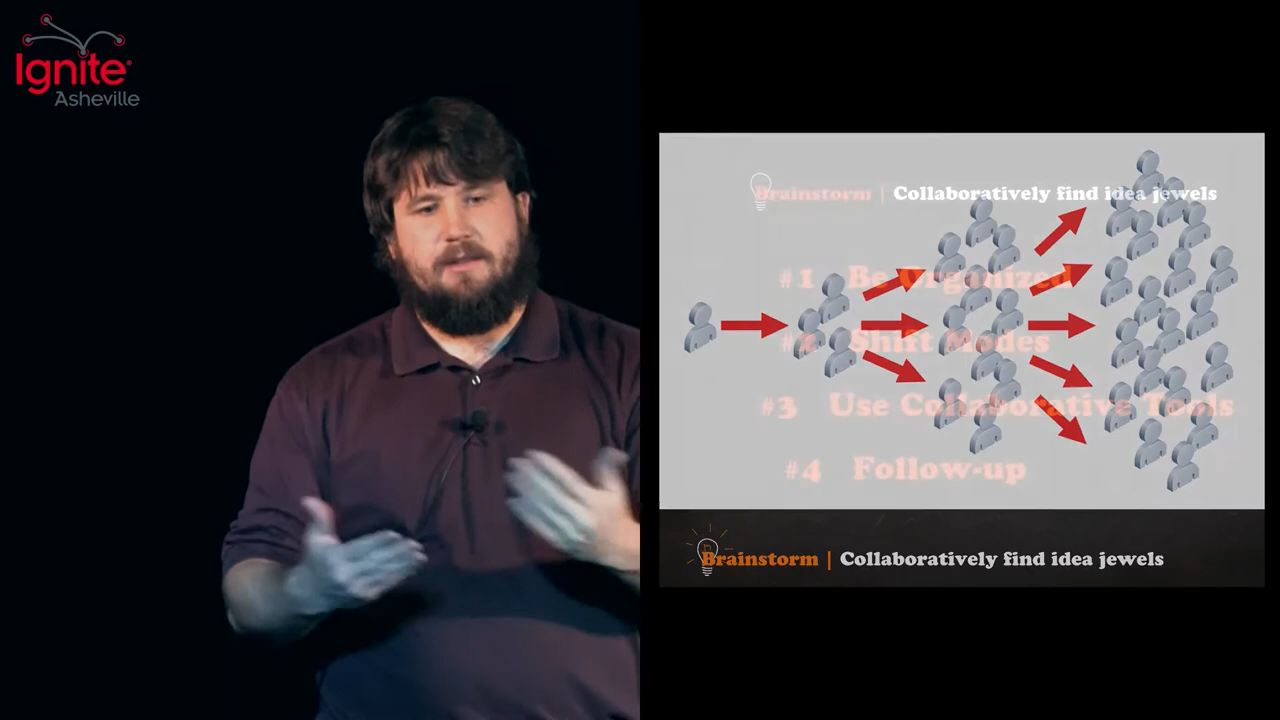 Ignite
Asheville
Brainstorm | Collaboratively find idea jewels
#1 Be Organized
#2 Shift Modes
#3 Use Collaborative Tools
#4 Follow-up
Brainstorm | Collaboratively find idea jewels